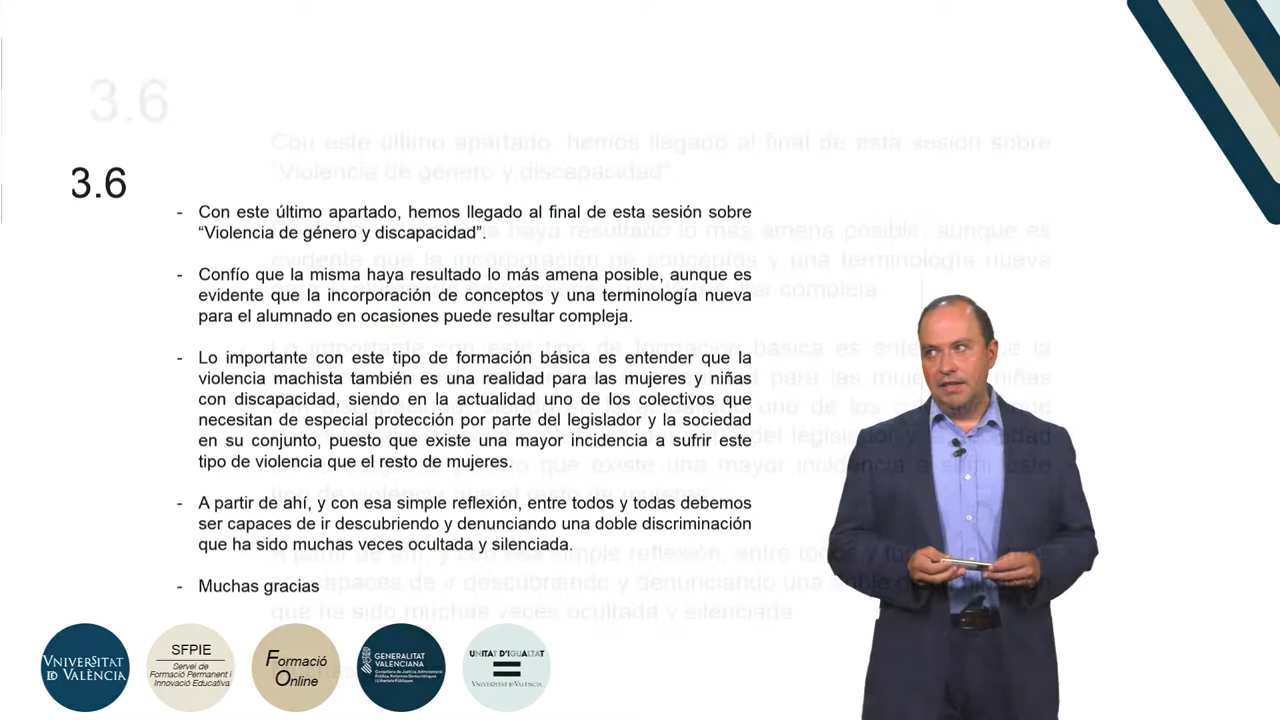 3.6
- Con este último apartado, hemos llegado al final de esta sesión sobre
“Violencia de género y discapacidad”.
- Confío que la misma haya resultado lo más amena posible, aunque es
evidente que la incorporación de conceptos y una terminología nueva
para el alumnado en ocasiones puede resultar compleja.
- Lo importante con este tipo de formación básica es entender que la
violencia machista también es una realidad para las mujeres y niñas
con discapacidad, siendo en la actualidad uno de los colectivos que
necesitan de especial protección por parte del legislador y la sociedad
en su conjunto, puesto que existe una mayor incidencia a sufrir este
tipo de violencia que el resto de mujeres.
- A partir de ahí, y con esa simple reflexión, entre todos y todas debemos
ser capaces de ir descubriendo y denunciando una doble discriminación
que ha sido muchas veces ocultada y silenciada.
- Muchas gracias
VNIVERSITAT
ID VALÈNCIA
SFPIE
Servei de
Formació Permanent i
Innovació Educativa
Formació
Online
GENERALITAT
VALENCIANA
UNITAT D'IGUALTAT
VNIVERSITAT ID VALÈNCIA